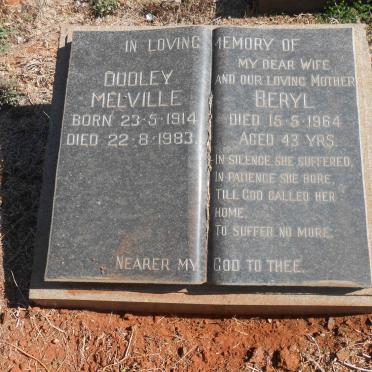 IN LOVING MEMORY OF
DUDLEY
MELVILLE
BORN 23-5-1914
DIED 22-8-1983.
MY DEAR WIFE
AND OUR LOVING MOTHER
BERYL
DIED 15-5-1964
AGED 43 YRS.
IN SILENCE SHE SUFFERED,
IN PATIENCE SHE BORE,
TILL GOD CALLED HER
HOME.
TO SUFFER NO MORE.
NEARER MY GOD TO THEE.